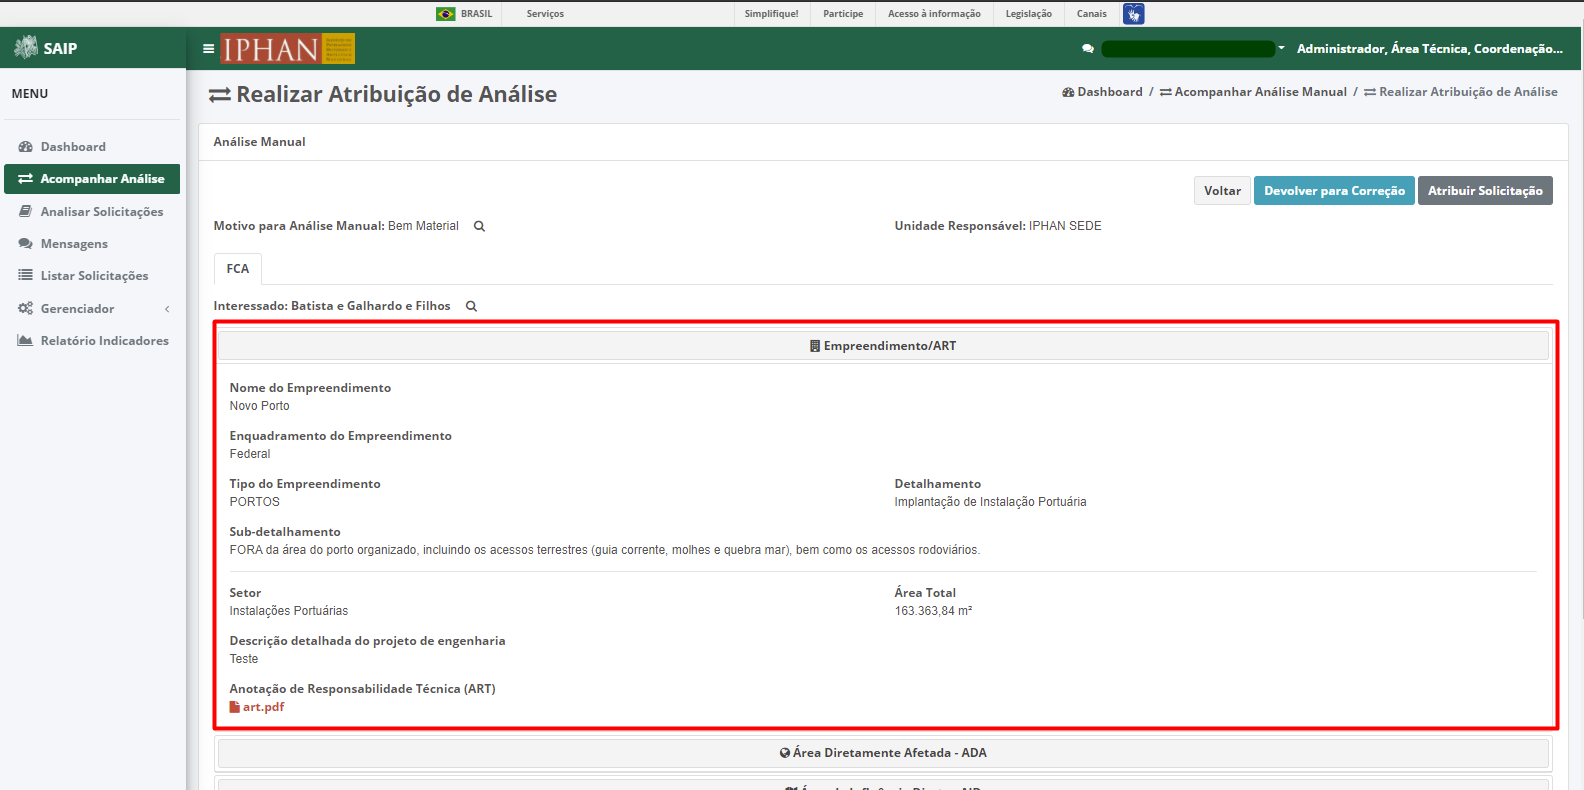 BRASIL Serviços Simplifique! Participe Acesso à informação Legislação Canais
SAIP
IPHAN
Administrador, Área Técnica, Coordenação...
MENU
Dashboard
Acompanhar Análise
Analisar Solicitações
Mensagens
Listar Solicitações
Gerenciador
Relatório Indicadores
Realizar Atribuição de Análise
Dashboard / Acompanhar Análise Manual / Realizar Atribuição de Análise
Análise Manual
Voltar Devolver para Correção Atribuir Solicitação
Motivo para Análise Manual: Bem Material Unidade Responsável: IPHAN SEDE
FCA
Interessado: Batista e Galhardo e Filhos
Empreendimento/ART
Nome do Empreendimento
Novo Porto
Enquadramento do Empreendimento
Federal
Tipo do Empreendimento Detalhamento
PORTOS Implantação de Instalação Portuária
Sub-detalhamento
FORA da área do porto organizado, incluindo os acessos terrestres (guia corrente, molhes e quebra mar), bem como os acessos rodoviários.
Setor Área Total
Instalações Portuárias 163.363,84 m²
Descrição detalhada do projeto de engenharia
Teste
Anotação de Responsabilidade Técnica (ART)
art.pdf
Área Diretamente Afetada - ADA